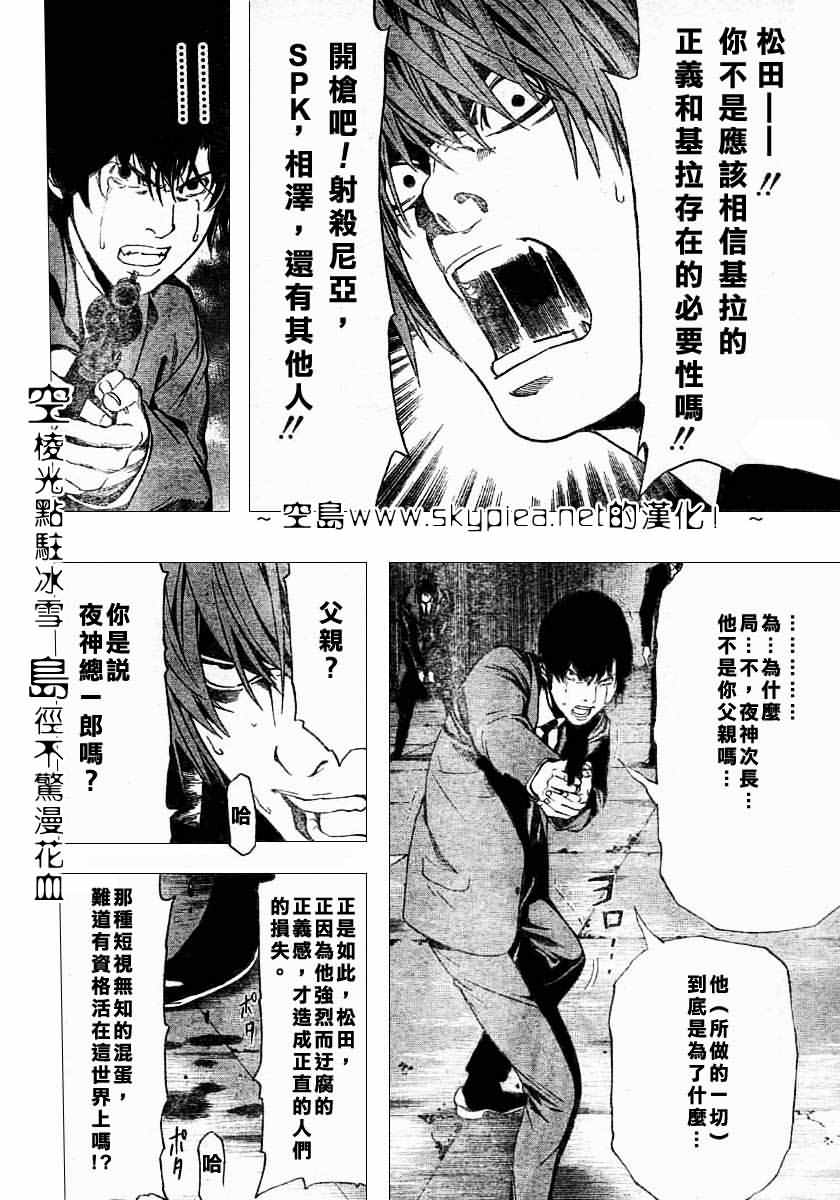 松田——!!
你不是應該相信基拉的
正義和基拉存在的必要性嗎!!
開槍吧!射殺尼亞,
SPK,相澤,還有其他人!!
………
………
~ 空島www.skypiea.net的漢化! ~
………………
為…為什麼
局…不,夜神次長…
他不是你父親嗎…
ヨロ…
他(所做的一切)
到底是為了什麼…
父親?
你是說
夜神總一郎嗎?
哈
正是如此,松田,
正因為他強烈而迂腐的
正義感,才造成正直的人們
的損失。
ポタ
那種短視無知的混蛋,
難道有資格活在這世界上嗎!?
ポタ
哈
空棱光點駐冰雪—島徑不驚漫花血